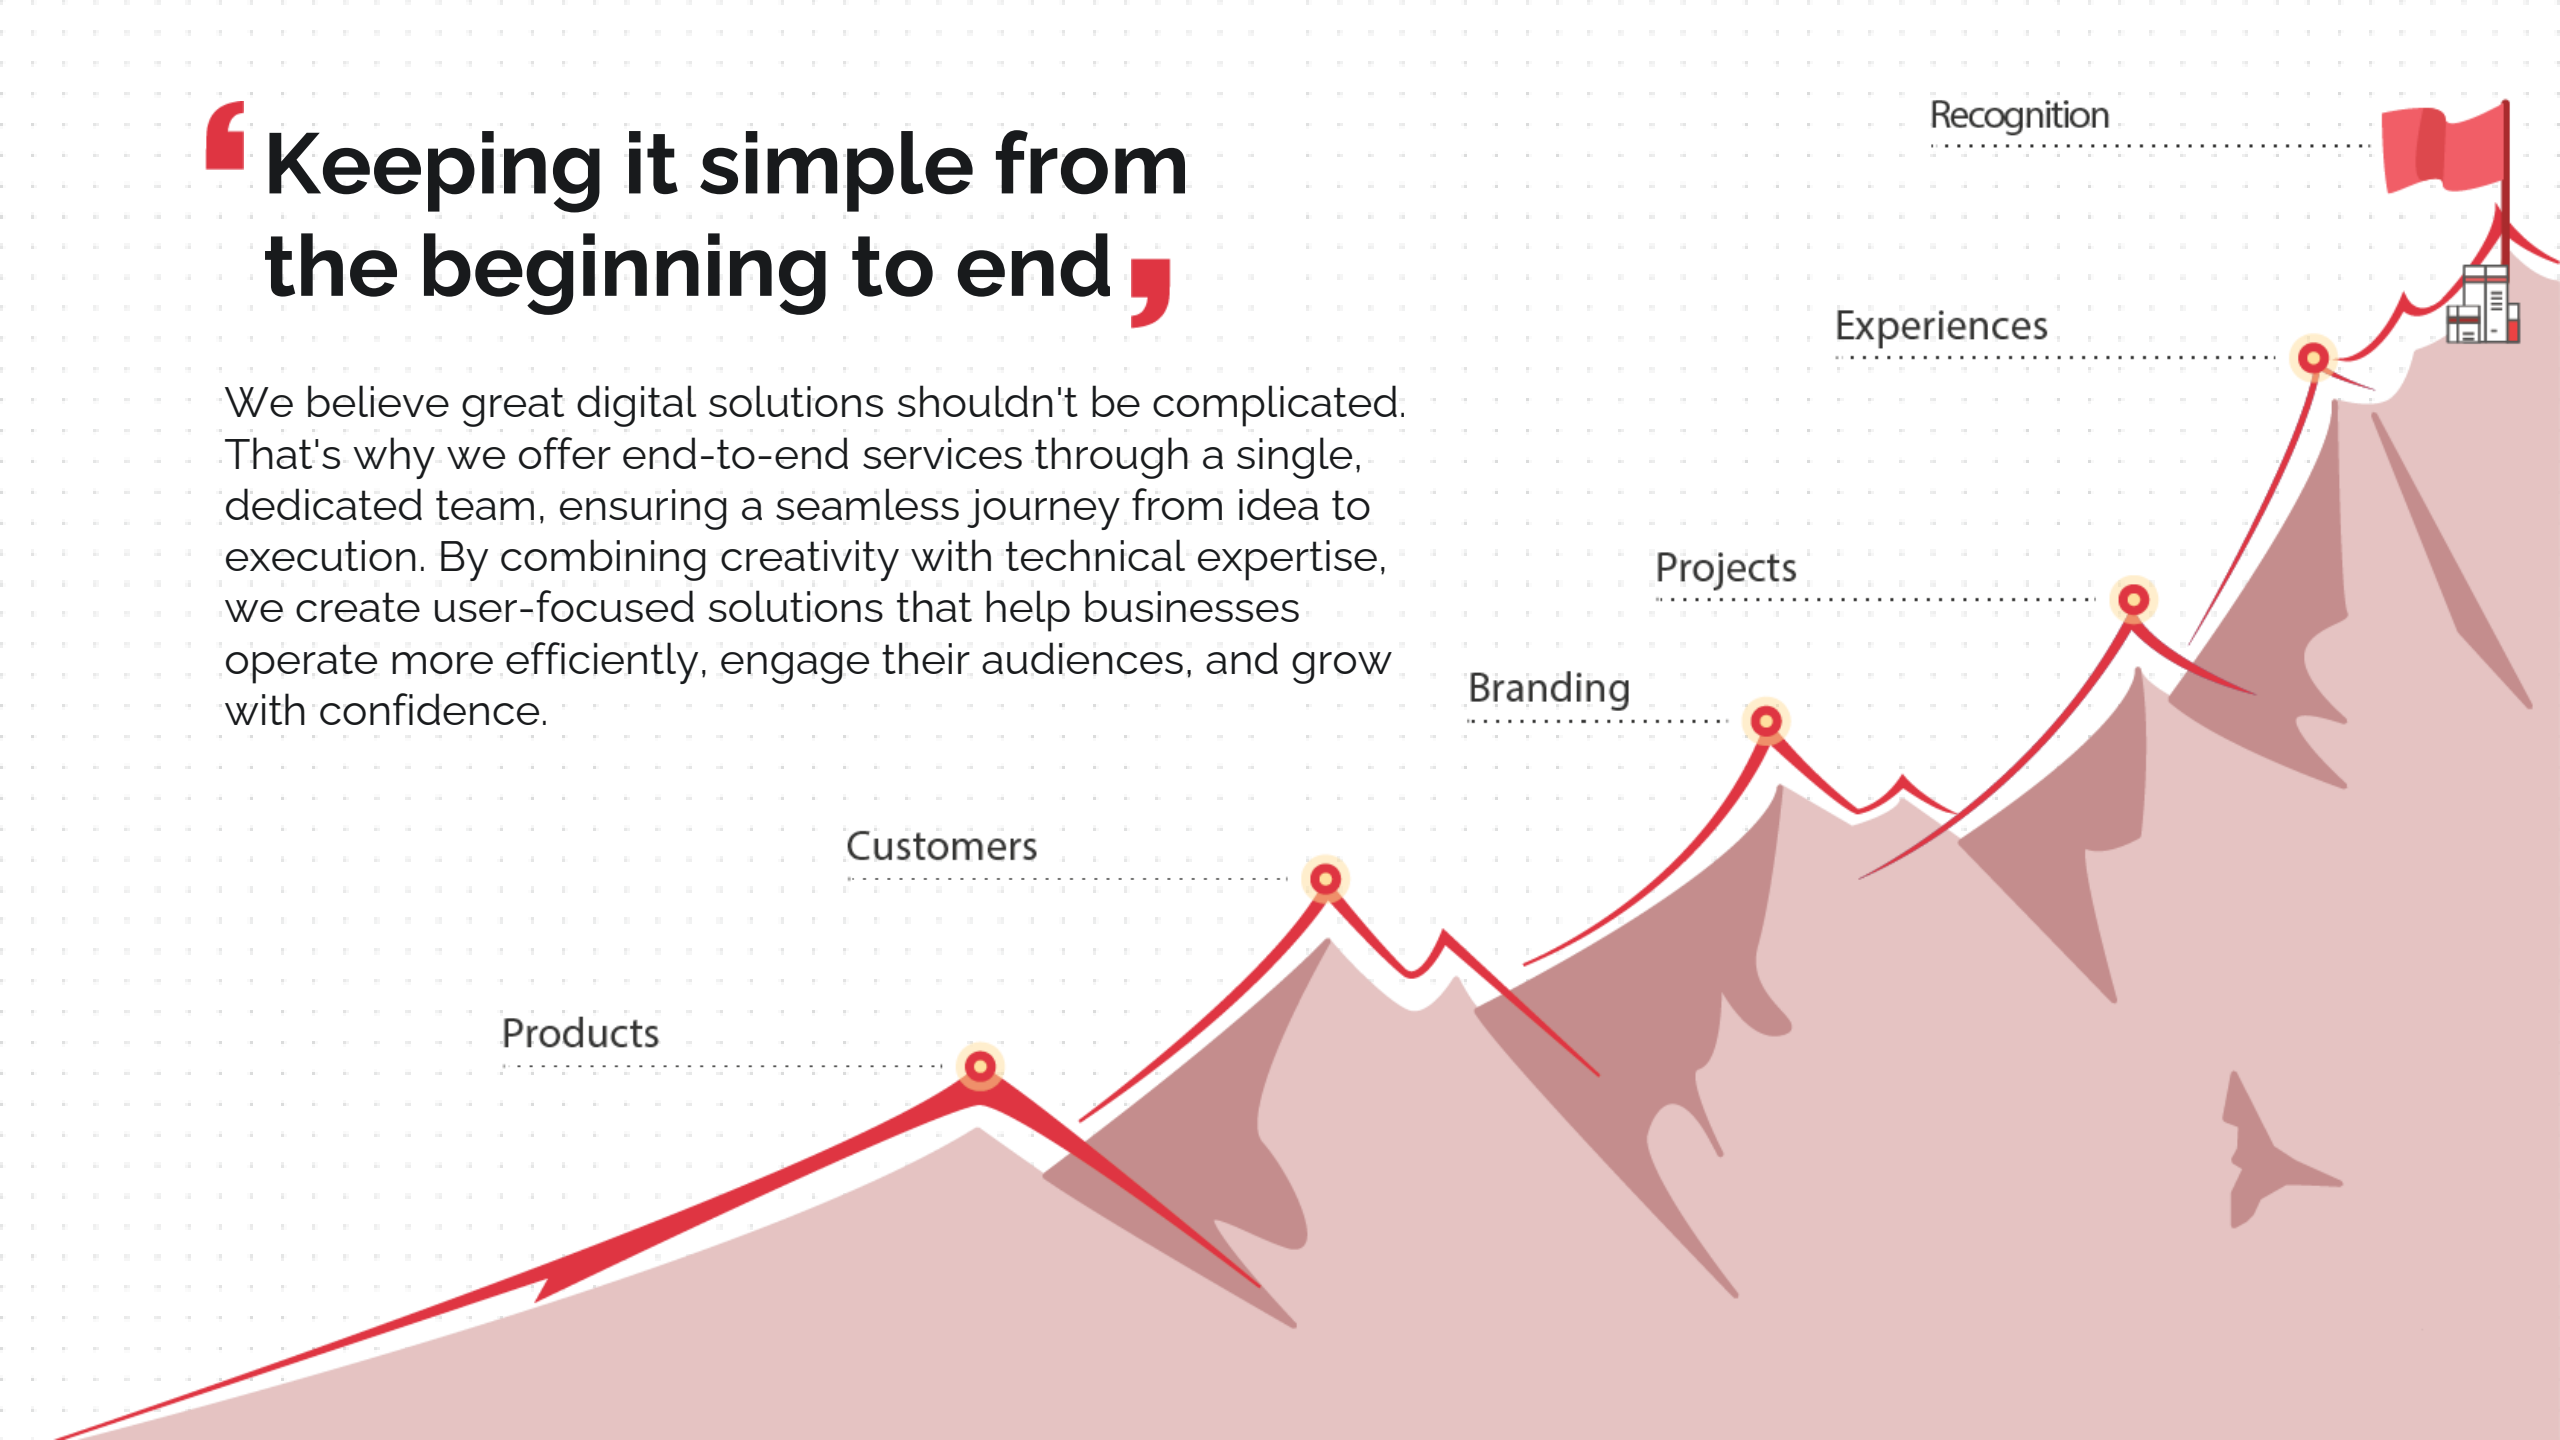 Keeping it simple from
the beginning to end
We believe great digital solutions shouldn't be complicated.
That's why we offer end-to-end services through a single,
dedicated team, ensuring a seamless journey from idea to
execution. By combining creativity with technical expertise,
we create user-focused solutions that help businesses
operate more efficiently, engage their audiences, and grow
with confidence.
Recognition
Experiences
Projects
Branding
Customers
Products